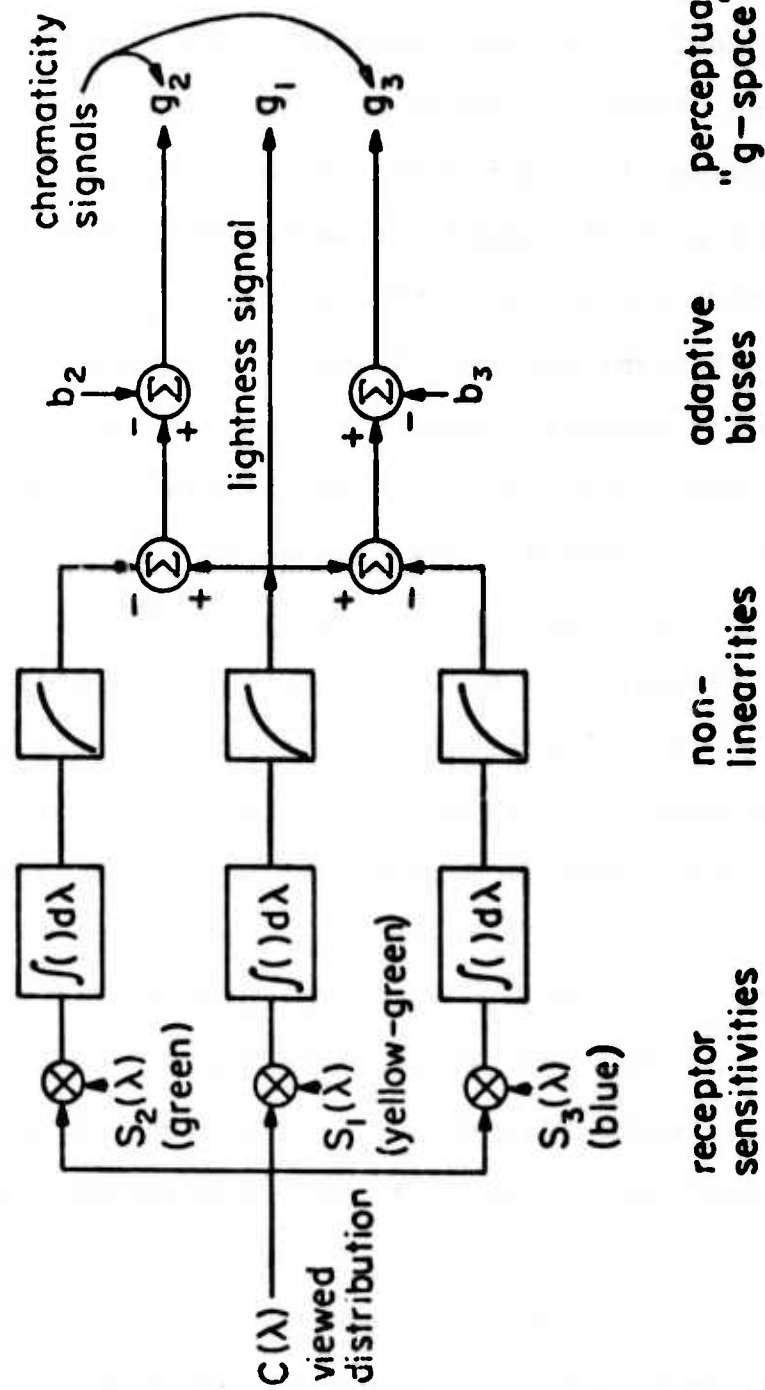 chromaticity
signals
g₂
g₁
g₃
b₂
-
+
lightness signal
+
-
b₃
-
+
+
-
∫( )dλ
∫( )dλ
∫( )dλ
Σ
Σ
Σ
Σ
S₂(λ)
(green)
S₁(λ)
(yellow-green)
S₃(λ)
(blue)
C(λ)
viewed
distribution
receptor
sensitivities
non-
linearities
adaptive
biases
perceptua
"g-space